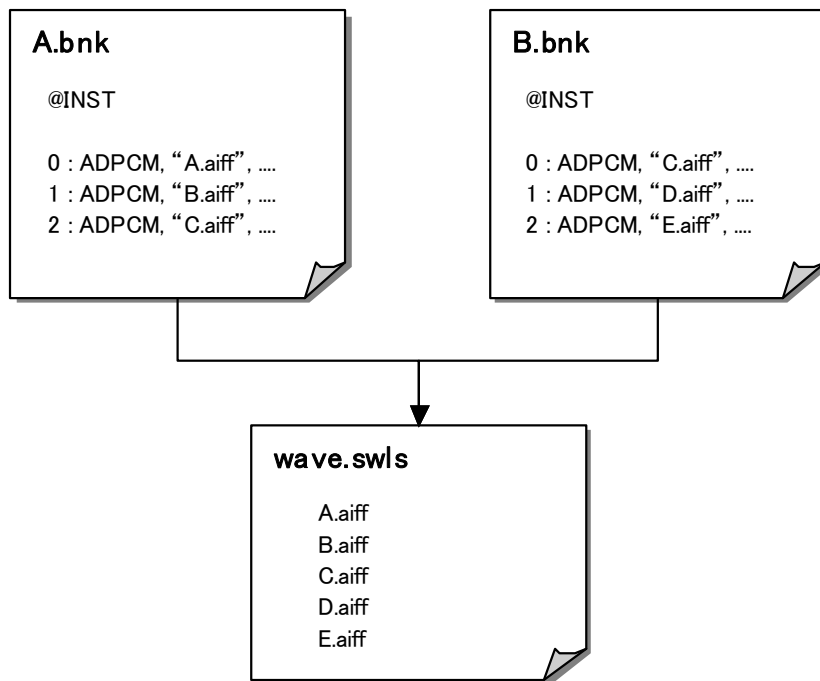 A.bnk
@INST
0 : ADPCM, “A.aiff”, ....
1 : ADPCM, “B.aiff”, ....
2 : ADPCM, “C.aiff”, ....
B.bnk
@INST
0 : ADPCM, “C.aiff”, ....
1 : ADPCM, “D.aiff”, ....
2 : ADPCM, “E.aiff”, ....
wave.swls
A.aiff
B.aiff
C.aiff
D.aiff
E.aiff